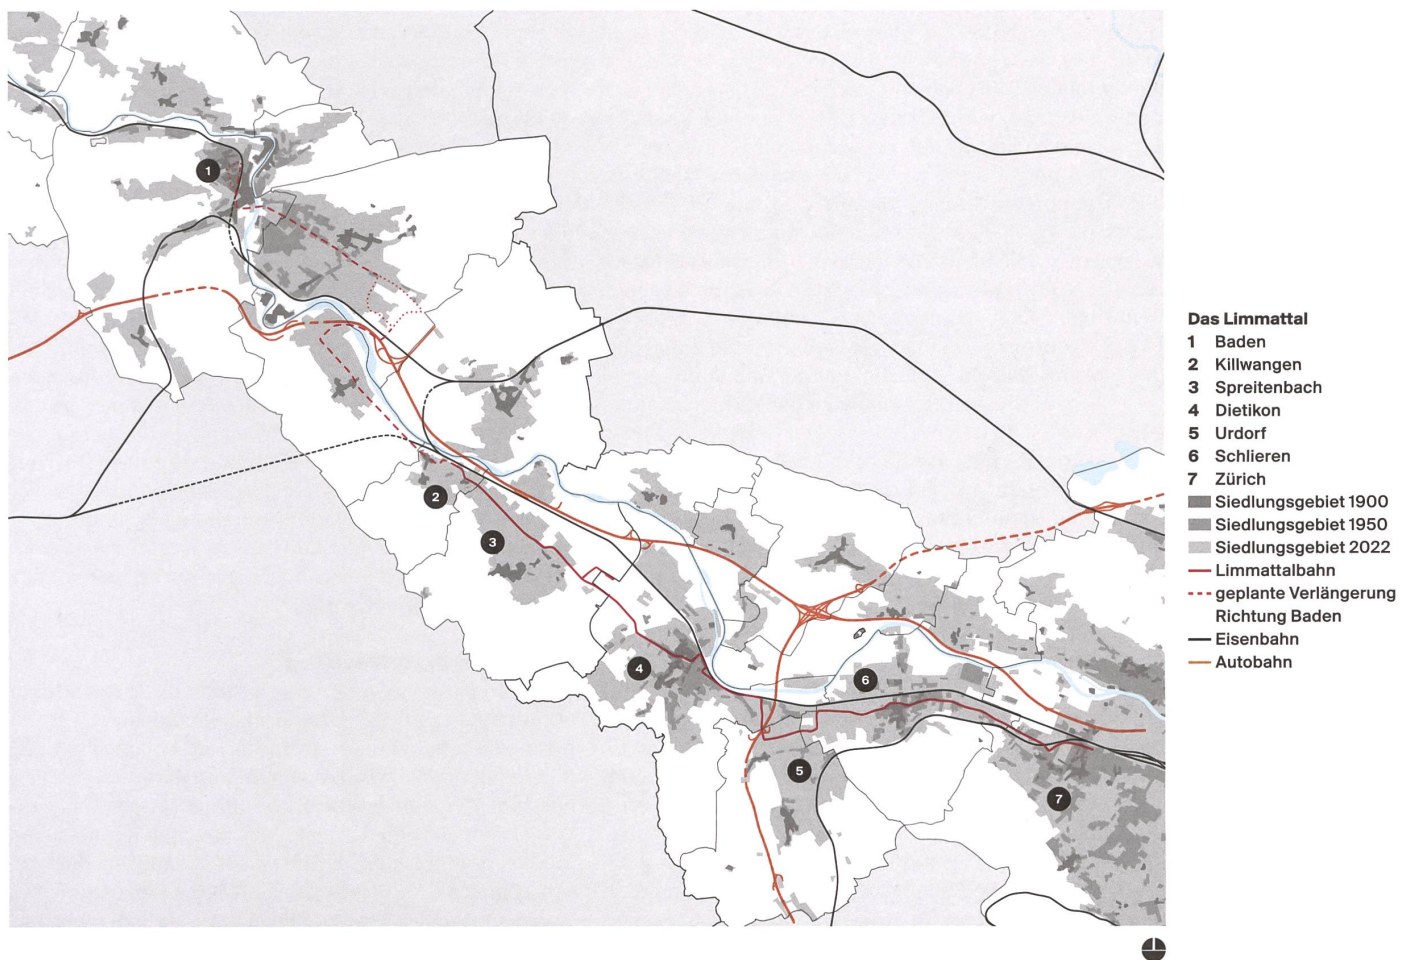 1
2
3
4
5
6
7
Das Limmattal
1 Baden
2 Killwangen
3 Spreitenbach
4 Dietikon
5 Urdorf
6 Schlieren
7 Zürich
Siedlungsgebiet 1900
Siedlungsgebiet 1950
Siedlungsgebiet 2022
Limmattalbahn
geplante Verlängerung
Richtung Baden
Eisenbahn
Autobahn